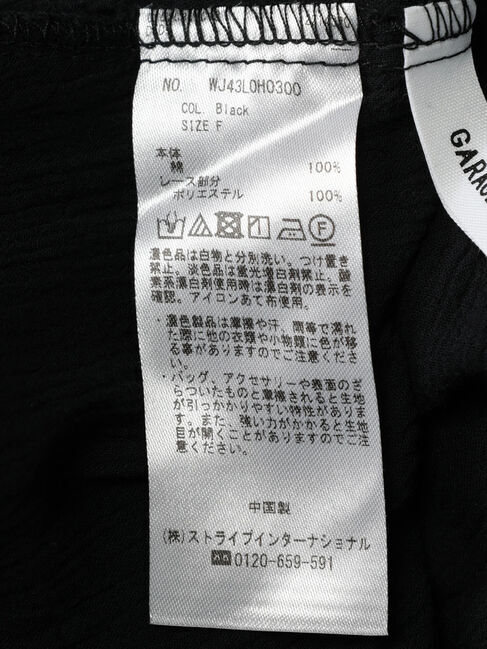 NO. WJ43L0H0300
COL. Black
SIZE F
本体
綿 100%
レース部分
ポリエステル 100%
濃色品は白物と分別洗い。つけ置き
禁止。淡色品は蛍光増白剤禁止。酸
素系漂白剤使用時は漂白剤の表示を
確認。アイロンあて布使用。
・濃色製品は摩擦や汗、雨等で濡れ
た際に他の衣類や小物類に色が移
る事がありますのでご注意くださ
い。
・バッグ、アクセサリーや表面のざ
らついたものと摩擦されると生地
が引っかかりやすい特性がありま
す。また、強い力がかかると生地
目が開くことがありますのでご注
意ください。
中国製
(株)ストライプインターナショナル
0120-659-591